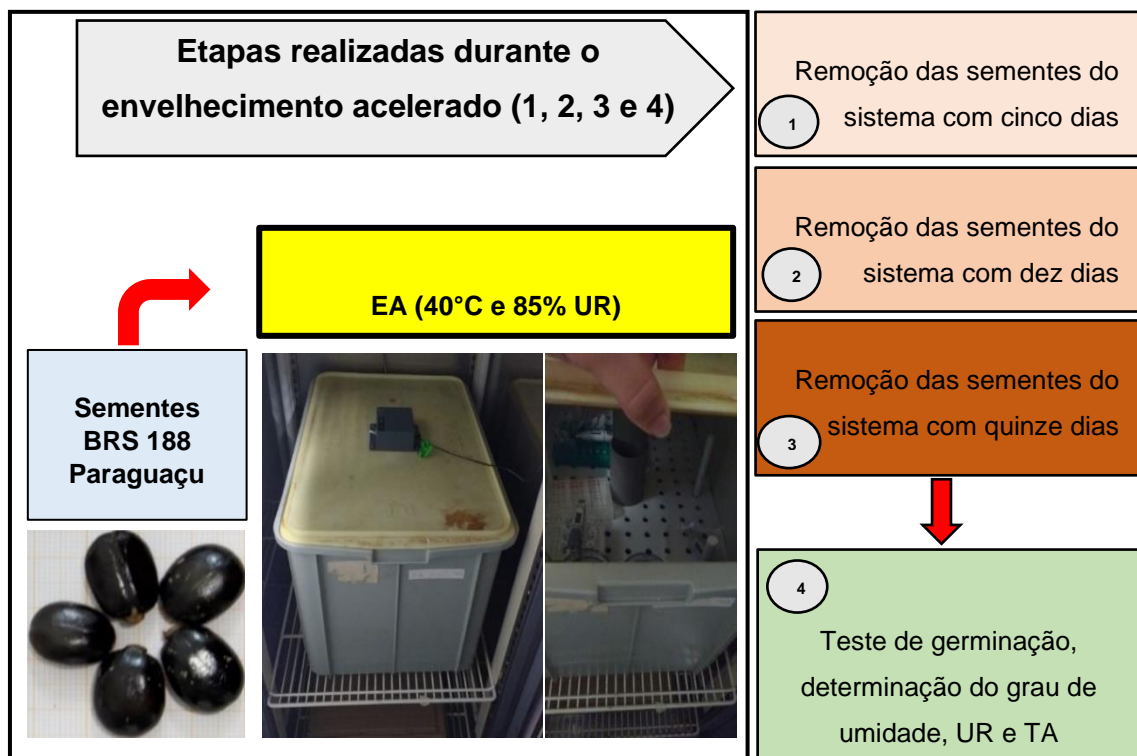 Etapas realizadas durante o
envelhecimento acelerado (1, 2, 3 e 4)
EA (40°C e 85% UR)
Sementes
BRS 188
Paraguaçu
Remoção das sementes do
1 sistema com cinco dias
Remoção das sementes do
2 sistema com dez dias
Remoção das sementes do
3 sistema com quinze dias
4
Teste de germinação,
determinação do grau de
umidade, UR e TA